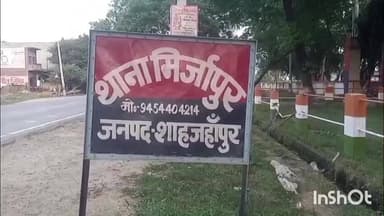 थाना मिर्जापुर
मो:- 9454404214
जनपद-शाहजहाँपुर
InShot